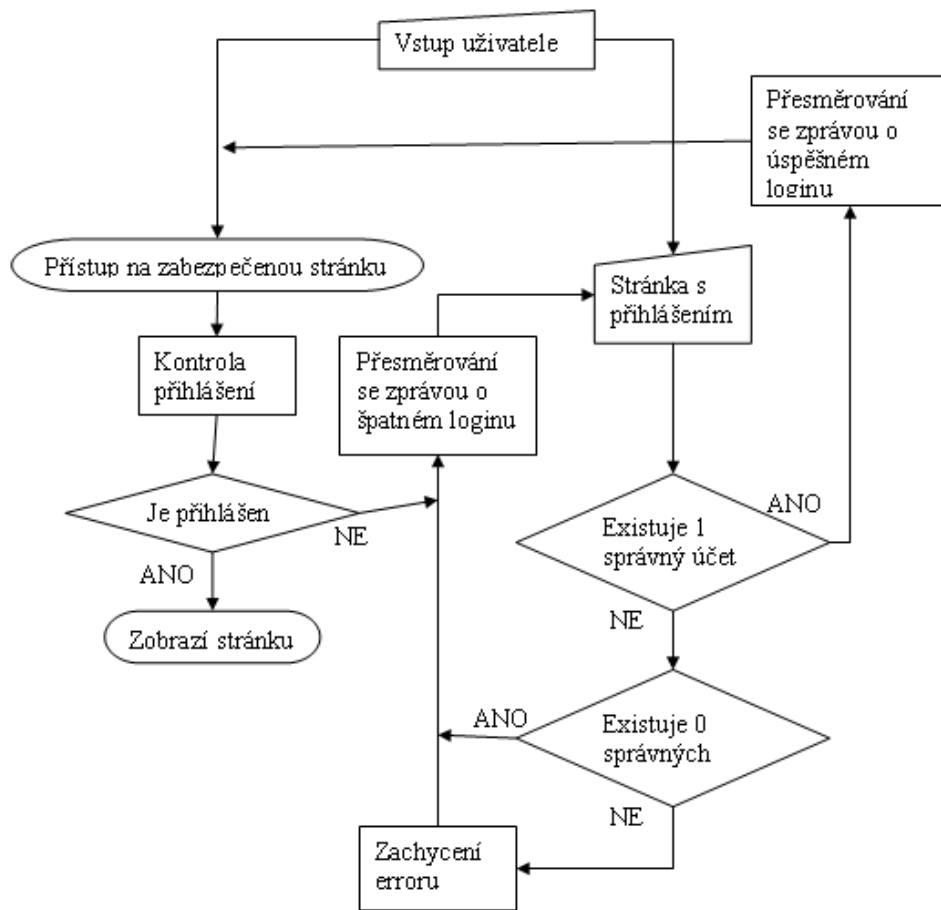 Vstup uživatele
Přesměrování
se zprávou o
úspěšném
loginu
Přístup na zabezpečenou stránku
Stránka s
přihlášením
Kontrola
přihlášení
Přesměrování
se zprávou o
špatném loginu
Je přihlášen
NE
ANO
Existuje 1
správný účet
ANO
NE
Zobrazí stránku
Existuje 0
správných
ANO
NE
Zachycení
erroru